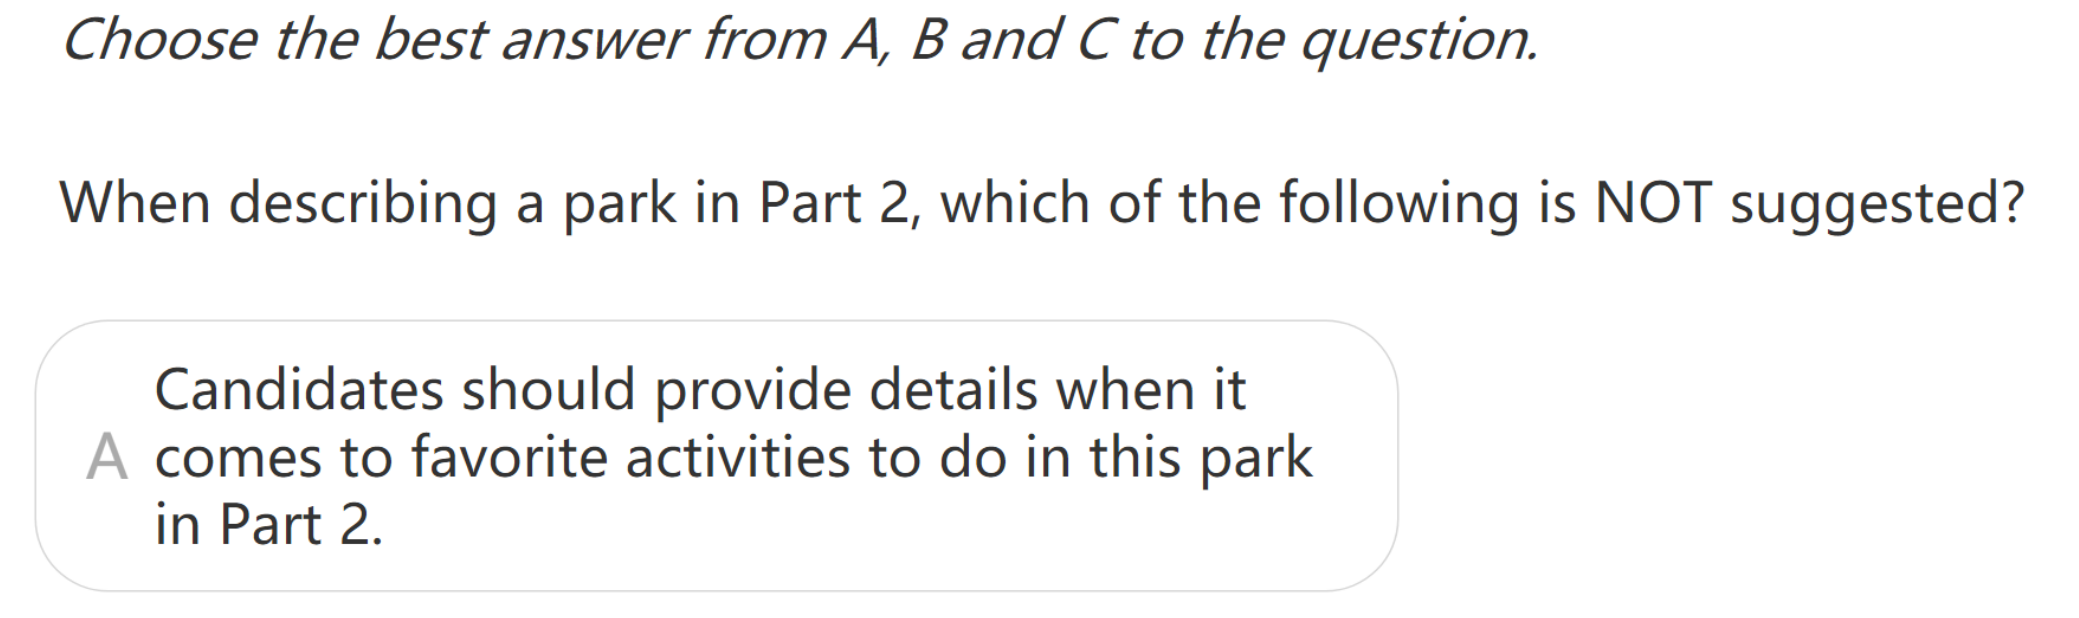 Choose the best answer from A, B and C to the question.
When describing a park in Part 2, which of the following is NOT suggested?
Candidates should provide details when it
A comes to favorite activities to do in this park
in Part 2.